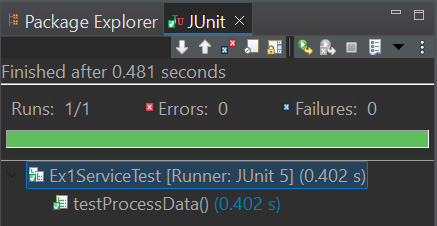 Package Explorer JUnit
Finished after 0.481 seconds
Runs: 1/1 Errors: 0 Failures: 0
Ex1ServiceTest [Runner: JUnit 5] (0.402 s)
testProcessData() (0.402 s)